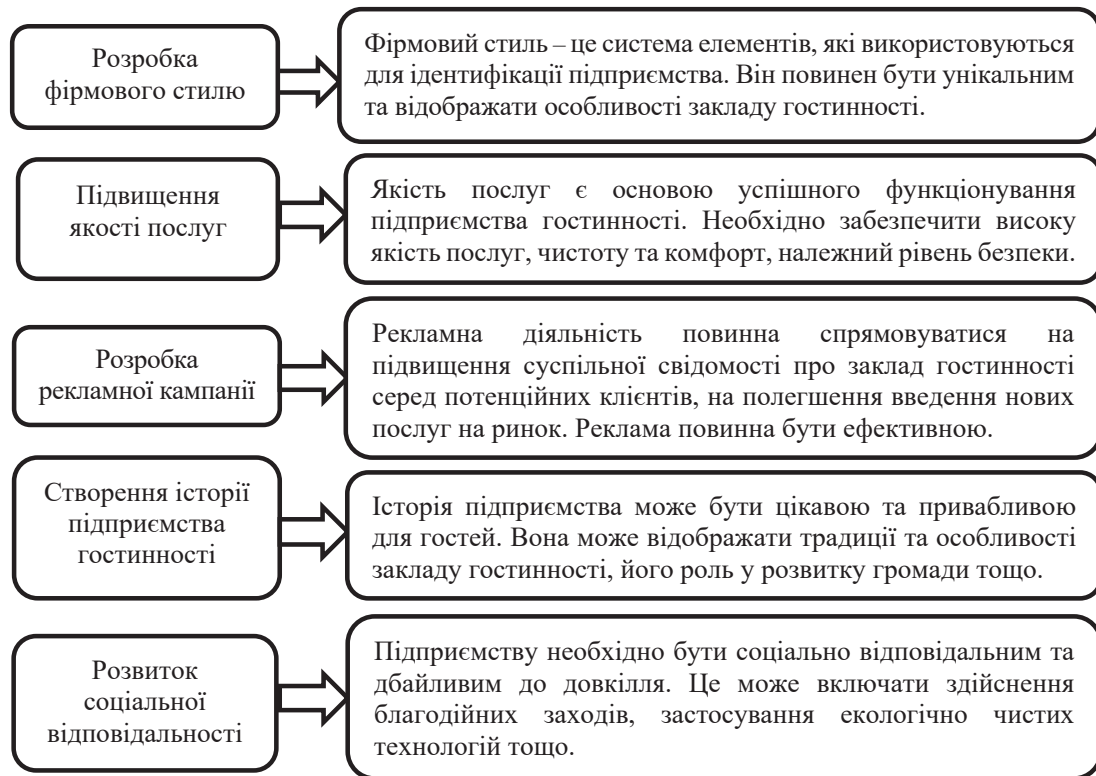 Розробка
фірмового стилю
Фірмовий стиль – це система елементів, які використовуються
для ідентифікації підприємства. Він повинен бути унікальним
та відображати особливості закладу гостинності.
Підвищення
якості послуг
Якість послуг є основою успішного функціонування
підприємства гостинності. Необхідно забезпечити високу
якість послуг, чистоту та комфорт, належний рівень безпеки.
Розробка
рекламної кампанії
Рекламна діяльність повинна спрямовуватися на
підвищення суспільної свідомості про заклад гостинності
серед потенційних клієнтів, на полегшення введення нових
послуг на ринок. Реклама повинна бути ефективною.
Створення історії
підприємства
гостинності
Історія підприємства може бути цікавою та привабливою
для гостей. Вона може відображати традиції та особливості
закладу гостинності, його роль у розвитку громади тощо.
Розвиток
соціальної
відповідальності
Підприємству необхідно бути соціально відповідальним та
дбайливим до довкілля. Це може включати здійснення
благодійних заходів, застосування екологічно чистих
технологій тощо.